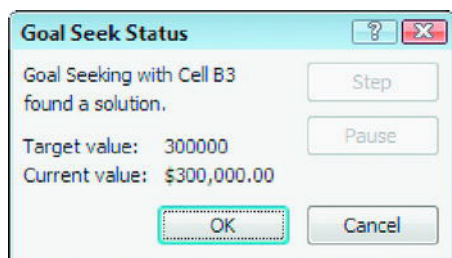 Goal Seek Status
Goal Seeking with Cell B3
found a solution.
Step
Pause
Target value: 300000
Current value: $300,000.00
OK
Cancel